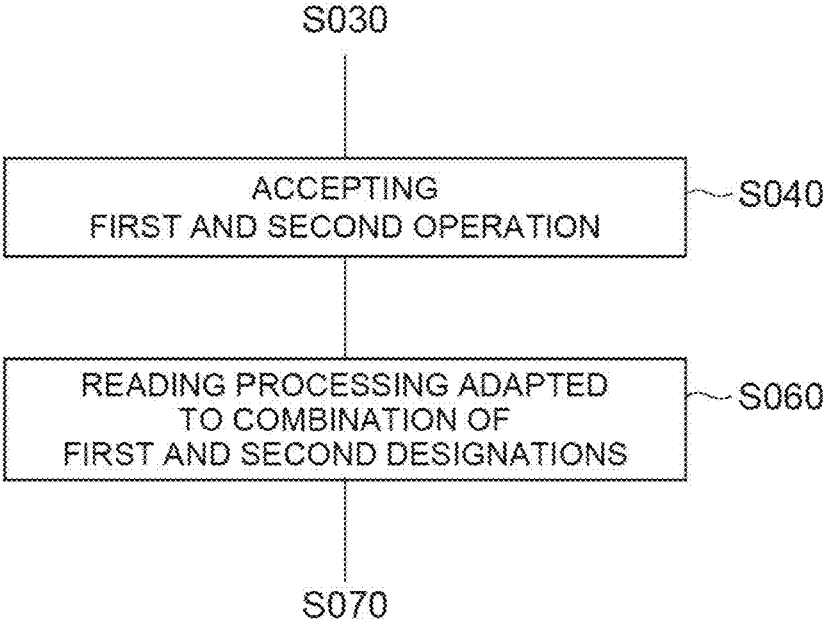 S030
ACCEPTING
FIRST AND SECOND OPERATION
S040
READING PROCESSING ADAPTED
TO COMBINATION OF
FIRST AND SECOND DESIGNATIONS
S060
S070